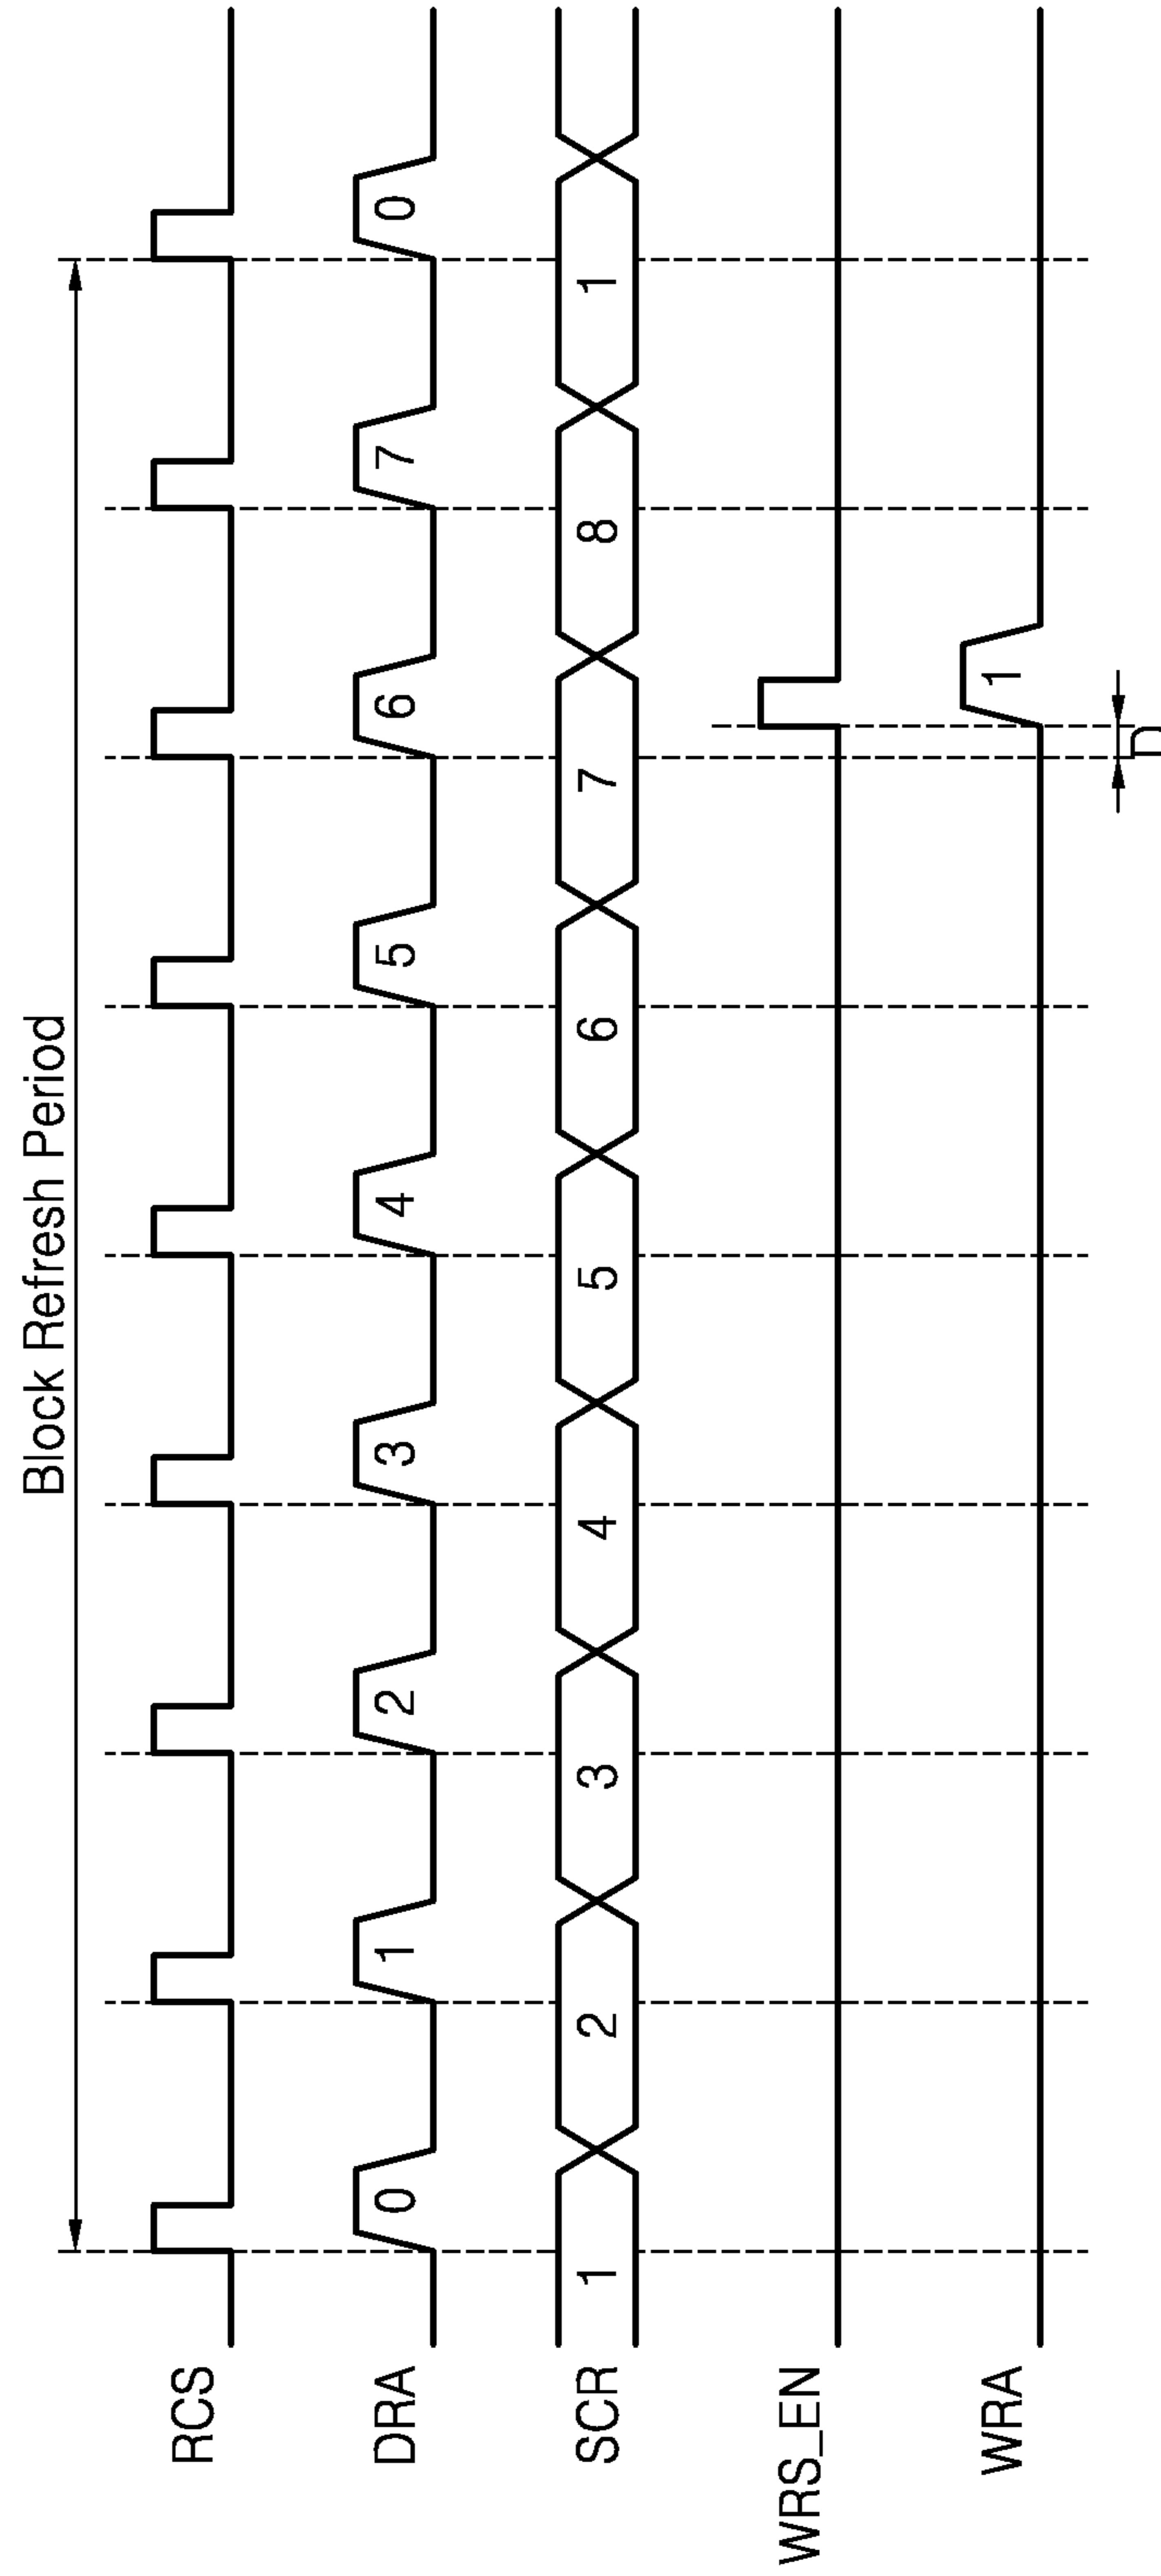 Block Refresh Period
RCS
DRA 0 1 2 3 4 5 6 7 0
SCR 1 2 3 4 5 6 7 8 1
WRS_EN
WRA 1
D